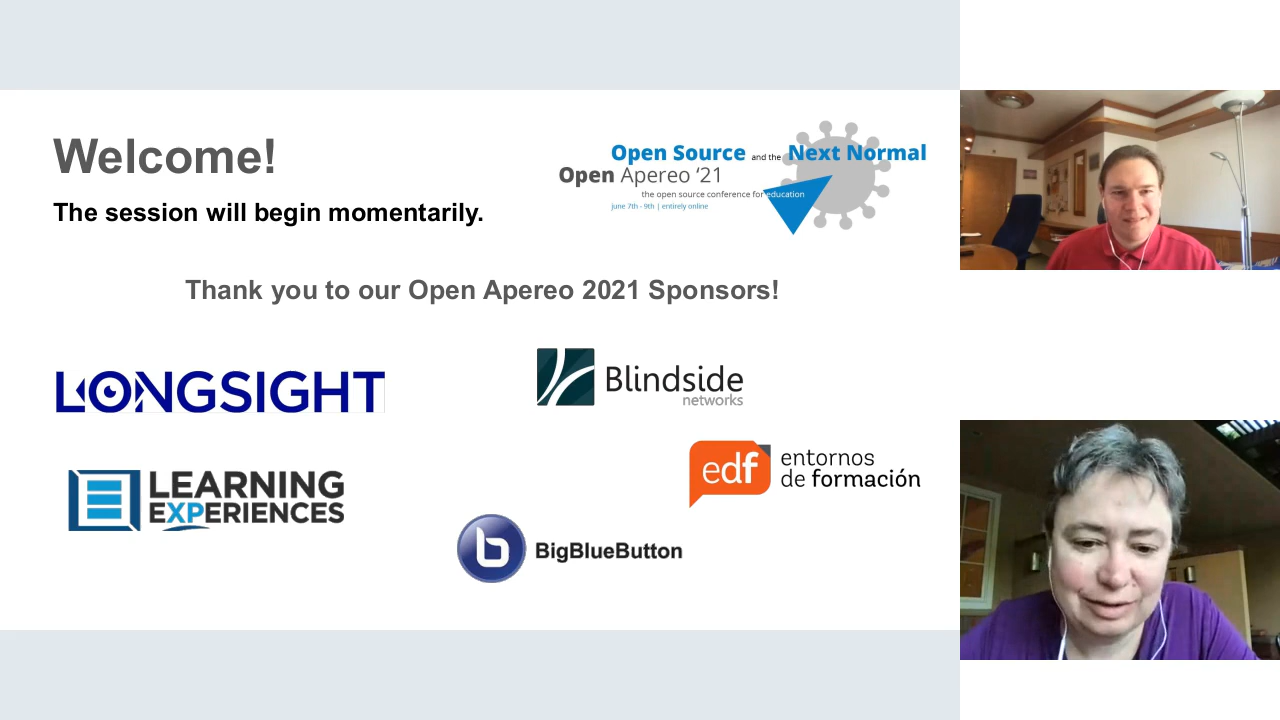 Welcome!
The session will begin momentarily.
Open Source and the Next Normal
Open Apereo ‘21
the open source conference for education
june 7th - 9th | entirely online
Thank you to our Open Apereo 2021 Sponsors!
LONGSIGHT
Blindside
networks
edf entornos
de formación
LEARNING
EXPERIENCES
b BigBlueButton